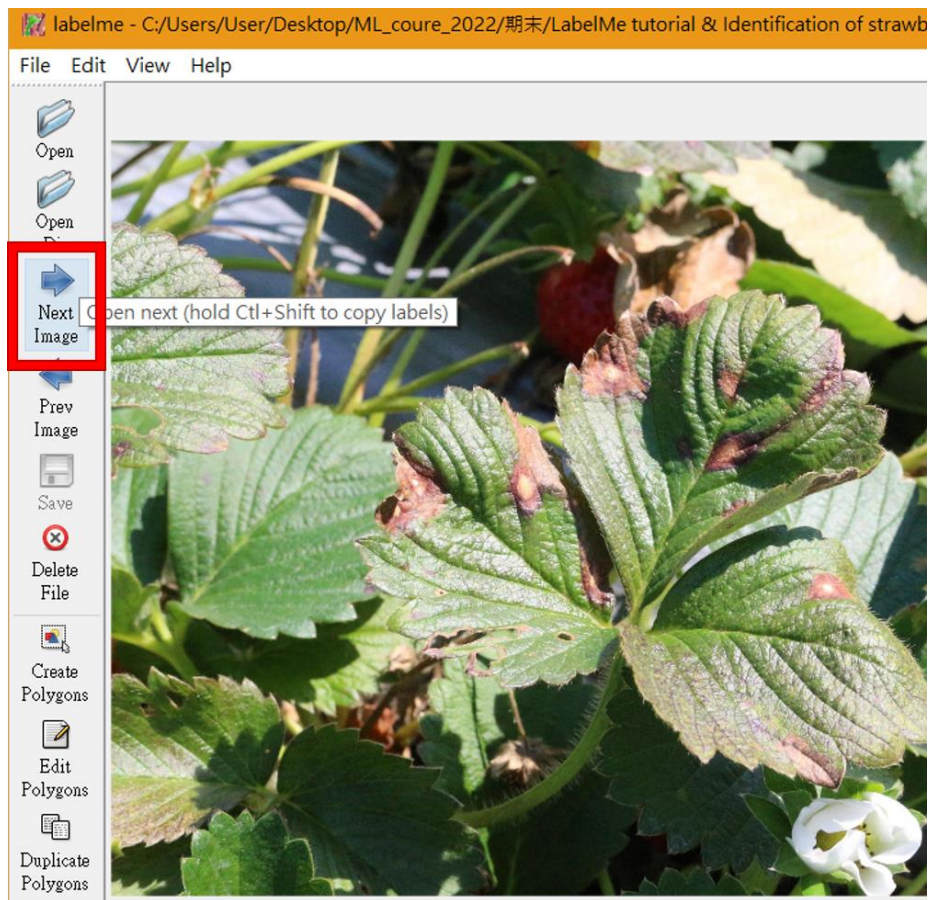 labelme - C:/Users/User/Desktop/ML_coure_2022/期末/LabelMe tutorial & Identification of
File Edit View Help
Open
Open
Next
Image
Open next (hold Ctl+Shift to copy labels)
Prev
Image
Save
Delete
File
Create
Polygons
Edit
Polygons
Duplicate
Polygons